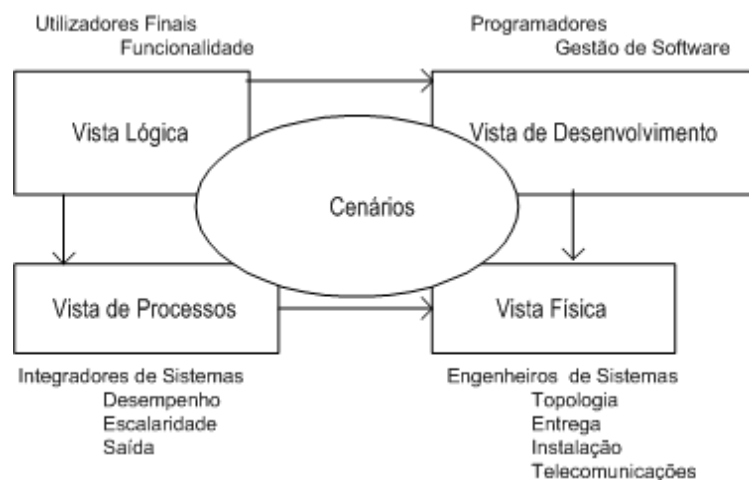 Utilizadores Finais
Funcionalidade
Programadores
Gestão de Software
Vista Lógica
Vista de Desenvolvimento
Cenários
Vista de Processos
Vista Física
Integradores de Sistemas
Desempenho
Escalaridade
Saída
Engenheiros de Sistemas
Topologia
Entrega
Instalação
Telecomunicações